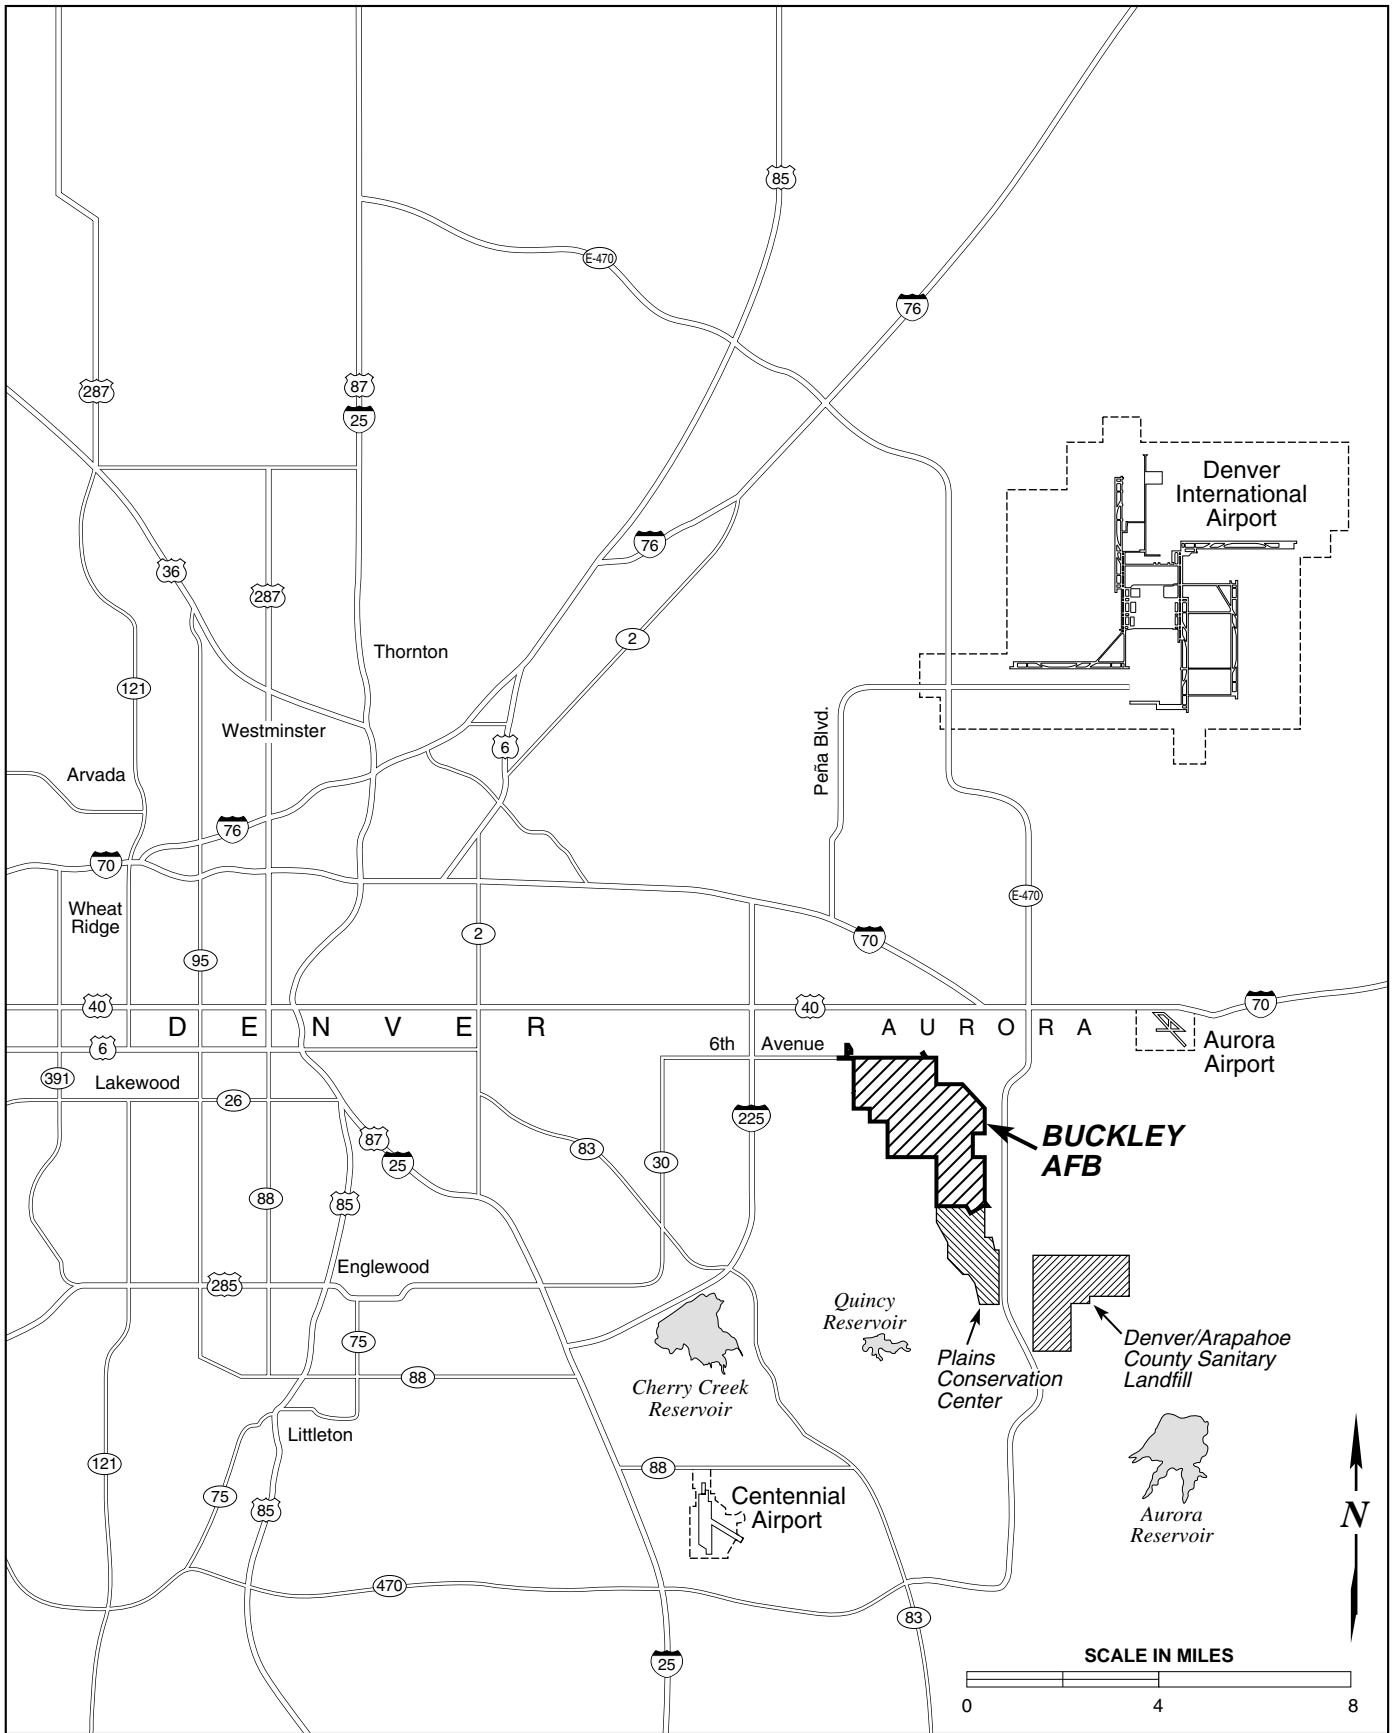 85
E-470
76
287
87
25
Denver
International
Airport
76
36
287
2
Thornton
121
Peña Blvd.
Westminster
6
Arvada
76
70
E-470
Wheat
Ridge
2
70
95
40
40
70
D E N V E R
A U R O R A
6
6th Avenue
Aurora
Airport
391
Lakewood
26
225
87
83
BUCKLEY
AFB
25
30
88
85
Englewood
285
Quincy
Reservoir
75
Denver/Arapahoe
County Sanitary
Landfill
Plains
Conservation
Center
88
Cherry Creek
Reservoir
Littleton
121
88
75
Centennial
Airport
85
Aurora
Reservoir
N
470
83
25
SCALE IN MILES
0 4 8